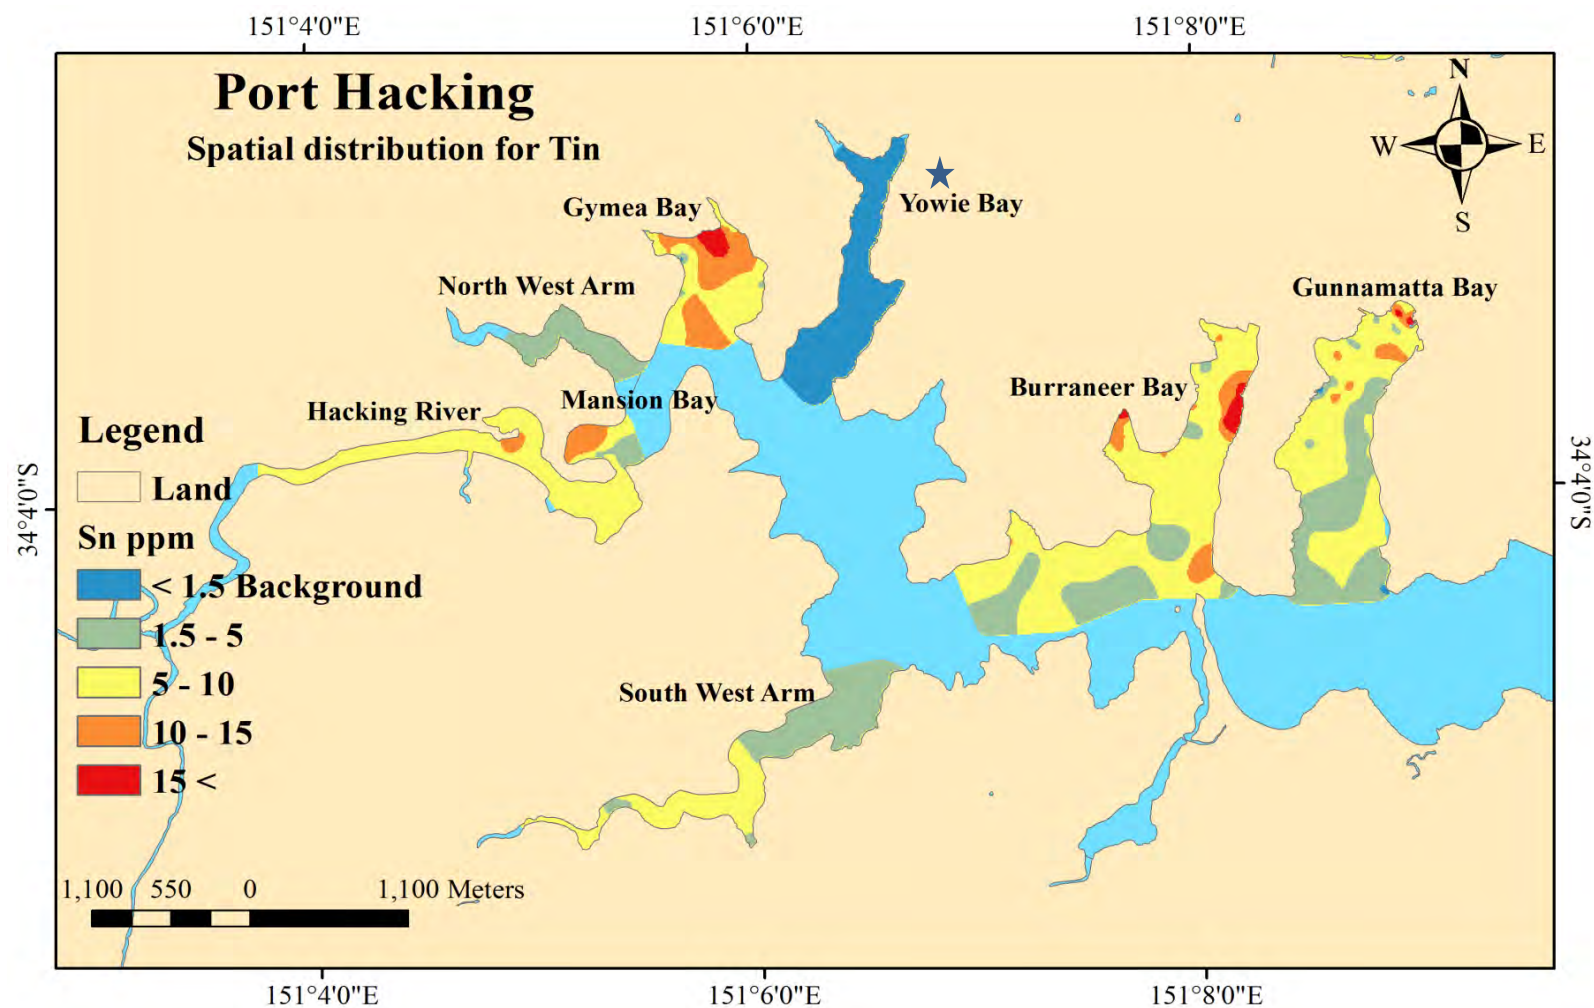 151°4'0"E 151°6'0"E 151°8'0"E
Port Hacking
Spatial distribution for Tin
N
W E
S
Yowie Bay
Gymea Bay
North West Arm
Gunnamatta Bay
Burraneer Bay
Mansion Bay
Hacking River
Legend
Land
Sn ppm
< 1.5 Background
1.5 - 5
5 - 10
10 - 15
15 <
34°4'0"S
34°4'0"S
South West Arm
1,100 550 0 1,100 Meters
151°4'0"E 151°6'0"E 151°8'0"E